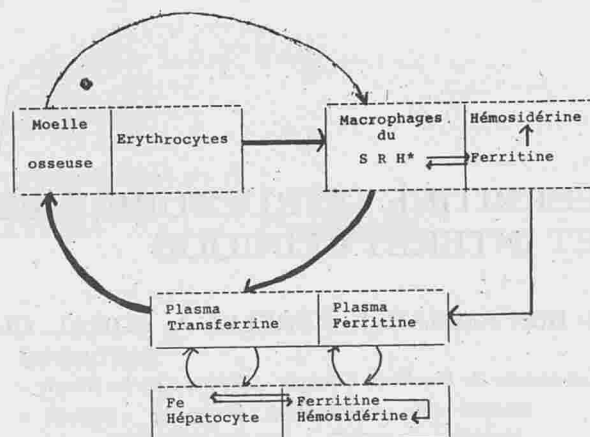 Moelle
osseuse
Erythrocytes
Macrophages
du
S R H*
Hémosidérine
Ferritine
Plasma
Transferrine
Plasma
Ferritine
Fe
Hépatocyte
Ferritine
Hémosidérine